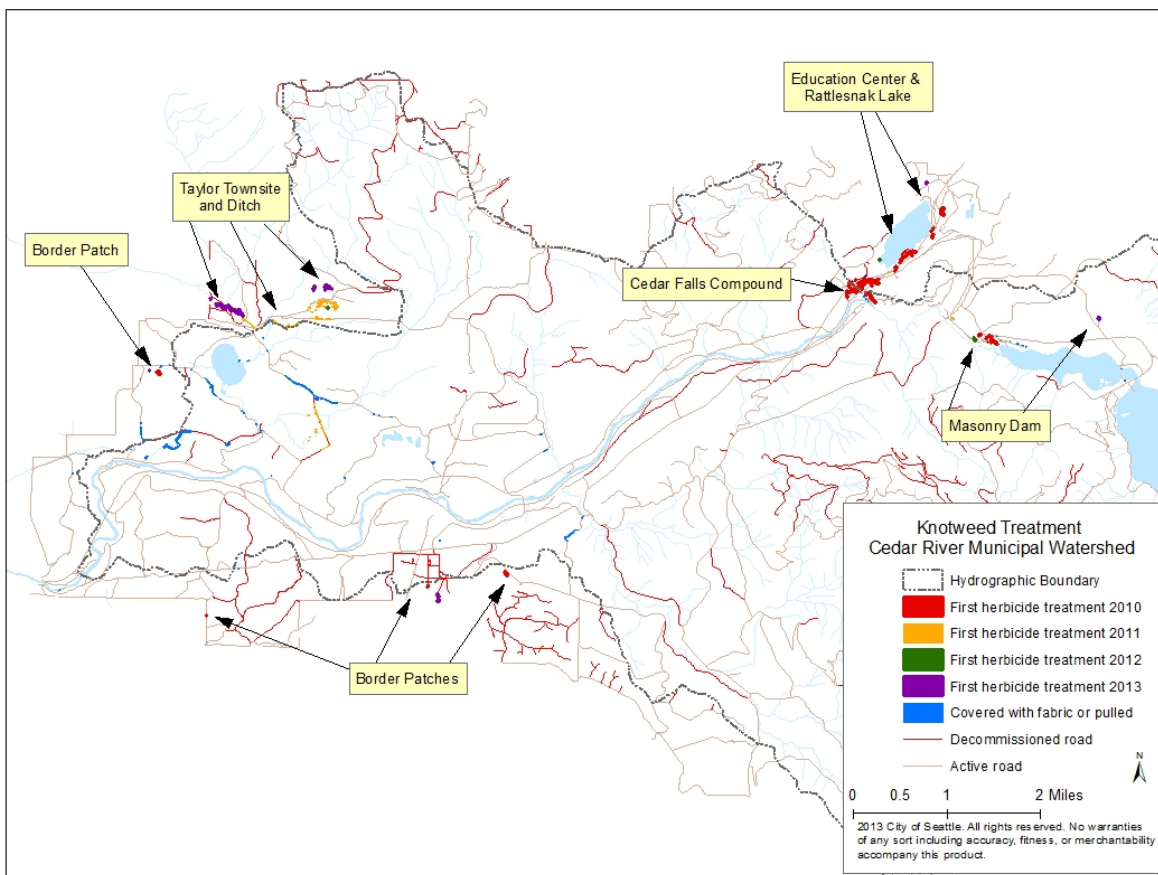 Education Center &
Rattlesnak Lake
Taylor Townsite
and Ditch
Border Patch
Cedar Falls Compound
Masonry Dam
Border Patches
Knotweed Treatment
Cedar River Municipal Watershed
Hydrographic Boundary
First herbicide treatment 2010
First herbicide treatment 2011
First herbicide treatment 2012
First herbicide treatment 2013
Covered with fabric or pulled
Decommissioned road
Active road
N
0 0.5 1 2 Miles
2013 City of Seattle. All rights reserved. No warranties
of any sort including accuracy, fitness, or merchantability
accompany this product.